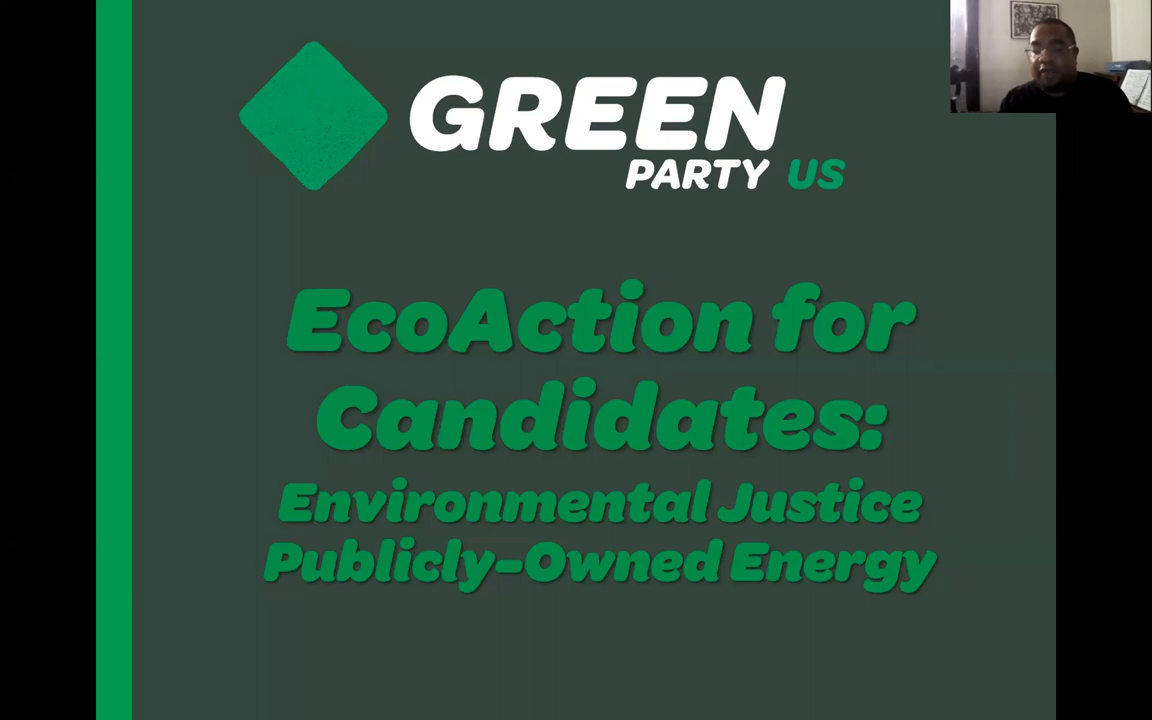 GREEN
PARTY US
EcoAction for
Candidates:
Environmental Justice
Publicly-Owned Energy